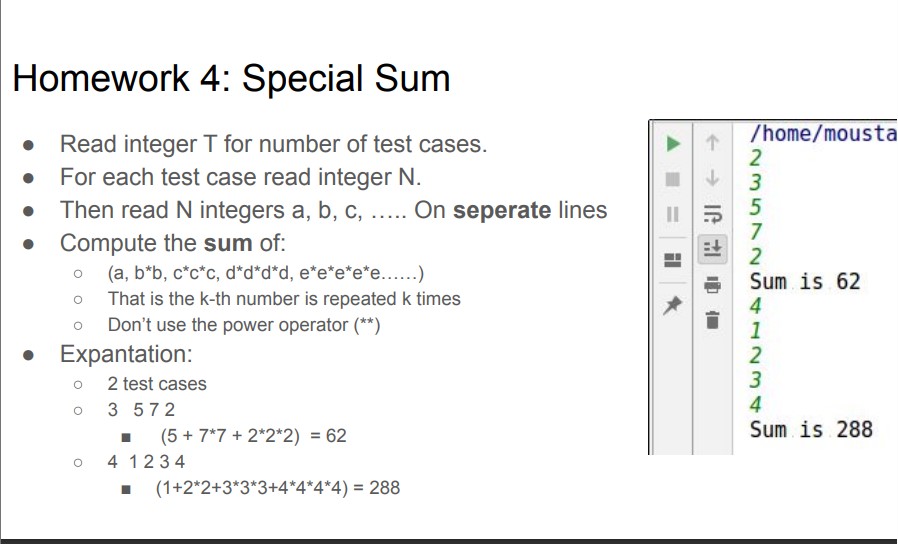 Homework 4: Special Sum
● Read integer T for number of test cases.
● For each test case read integer N.
● Then read N integers a, b, c, ….. On seperate lines
● Compute the sum of:
○ (a, b*b, c*c*c, d*d*d*d, e*e*e*e*e……)
○ That is the k-th number is repeated k times
○ Don’t use the power operator (**)
● Expantation:
○ 2 test cases
○ 3 5 7 2
■ (5 + 7*7 + 2*2*2) = 62
○ 4 1 2 3 4
■ (1+2*2+3*3*3+4*4*4*4) = 288
/home/mousta
2
3
5
7
2
Sum is 62
4
1
2
3
4
Sum is 288